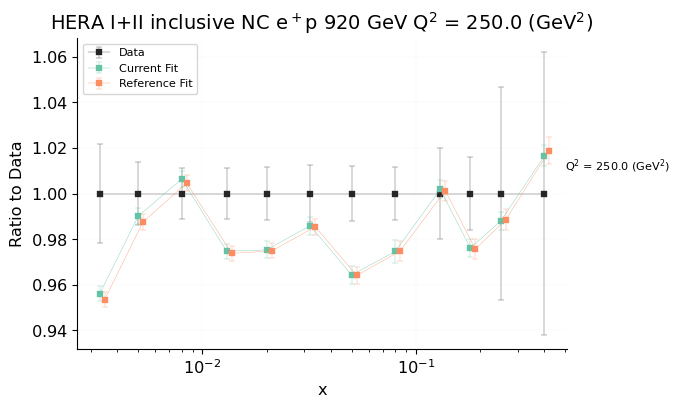 HERA I+II inclusive NC e⁺p 920 GeV Q² = 250.0 (GeV²)
Data
Current Fit
Reference Fit
Q² = 250.0 (GeV²)
Ratio to Data
1.06
1.04
1.02
1.00
0.98
0.96
0.94
10⁻²
10⁻¹
x